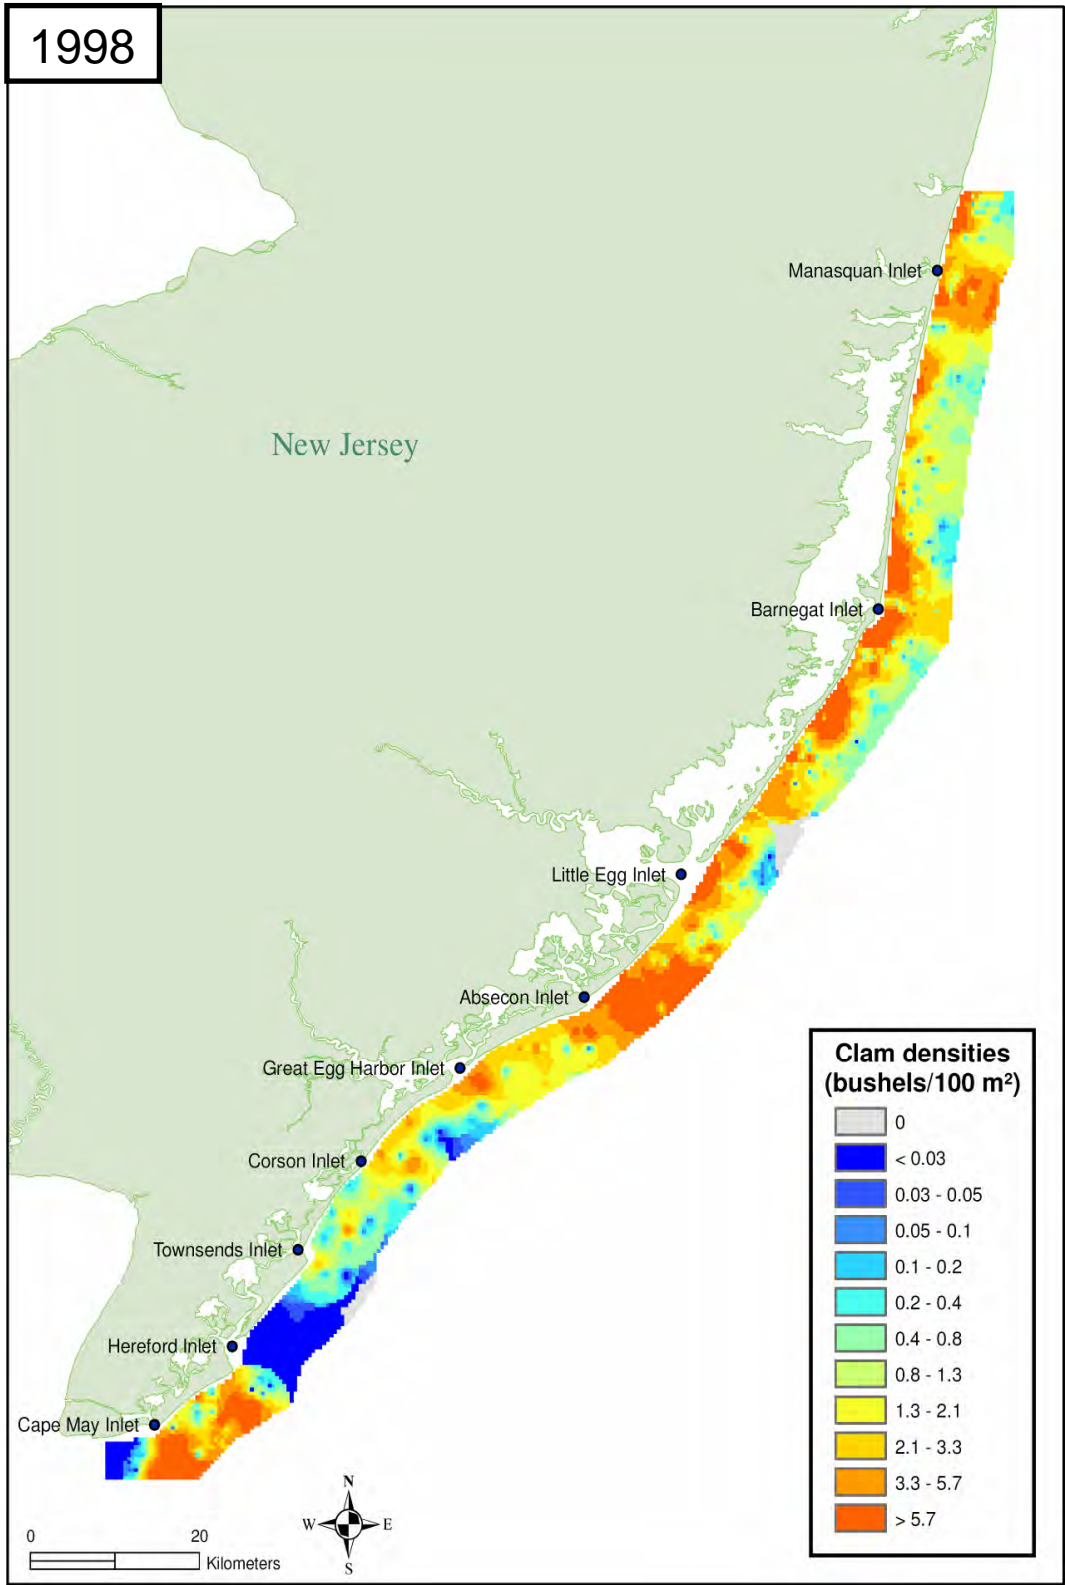 1998
Manasquan Inlet
New Jersey
Barnegat Inlet
Little Egg Inlet
Absecon Inlet
Great Egg Harbor Inlet
Corson Inlet
Townsends Inlet
Hereford Inlet
Cape May Inlet
Clam densities
(bushels/100 m²)
0
< 0.03
0.03 - 0.05
0.05 - 0.1
0.1 - 0.2
0.2 - 0.4
0.4 - 0.8
0.8 - 1.3
1.3 - 2.1
2.1 - 3.3
3.3 - 5.7
> 5.7
N
W E
S
0 20
Kilometers